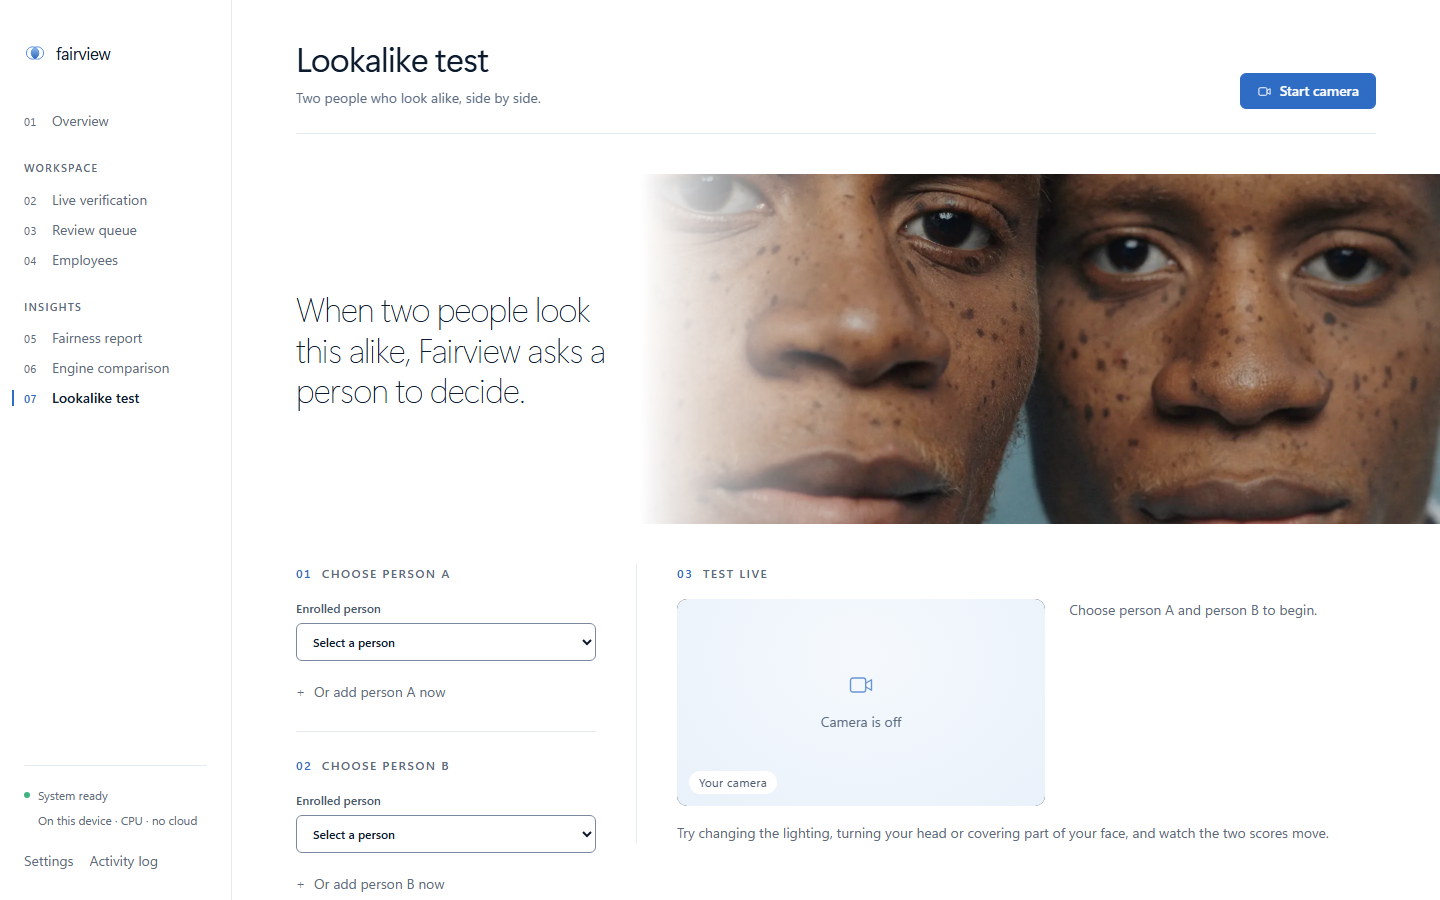 fairview
01 Overview
WORKSPACE
02 Live verification
03 Review queue
04 Employees
INSIGHTS
05 Fairness report
06 Engine comparison
07 Lookalike test
System ready
On this device · CPU · no cloud
Settings Activity log
Lookalike test
Two people who look alike, side by side.
Start camera
When two people look
this alike, Fairview asks a
person to decide.
01 CHOOSE PERSON A
Enrolled person
Select a person
+ Or add person A now
02 CHOOSE PERSON B
Enrolled person
Select a person
+ Or add person B now
03 TEST LIVE
Camera is off
Your camera
Choose person A and person B to begin.
Try changing the lighting, turning your head or covering part of your face, and watch the two scores move.